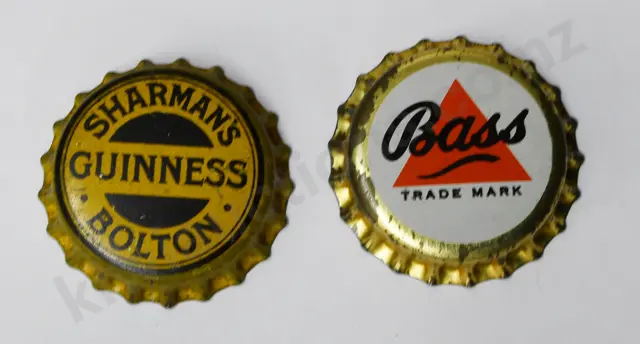 SHARMAN'S
GUINNESS
· BOLTON ·
Bass
TRADE MARK